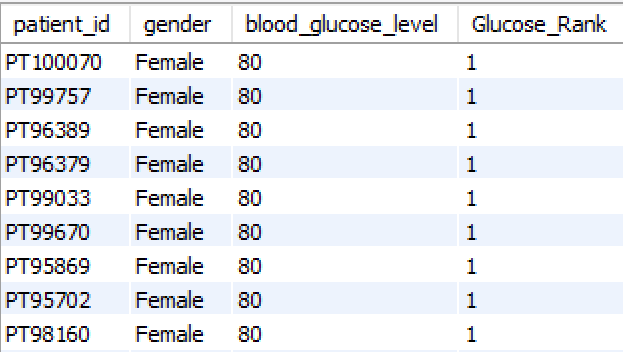 patient_id gender blood_glucose_level Glucose_Rank
PT100070 Female 80 1
PT99757 Female 80 1
PT96389 Female 80 1
PT96379 Female 80 1
PT99033 Female 80 1
PT99670 Female 80 1
PT95869 Female 80 1
PT95702 Female 80 1
PT98160 Female 80 1